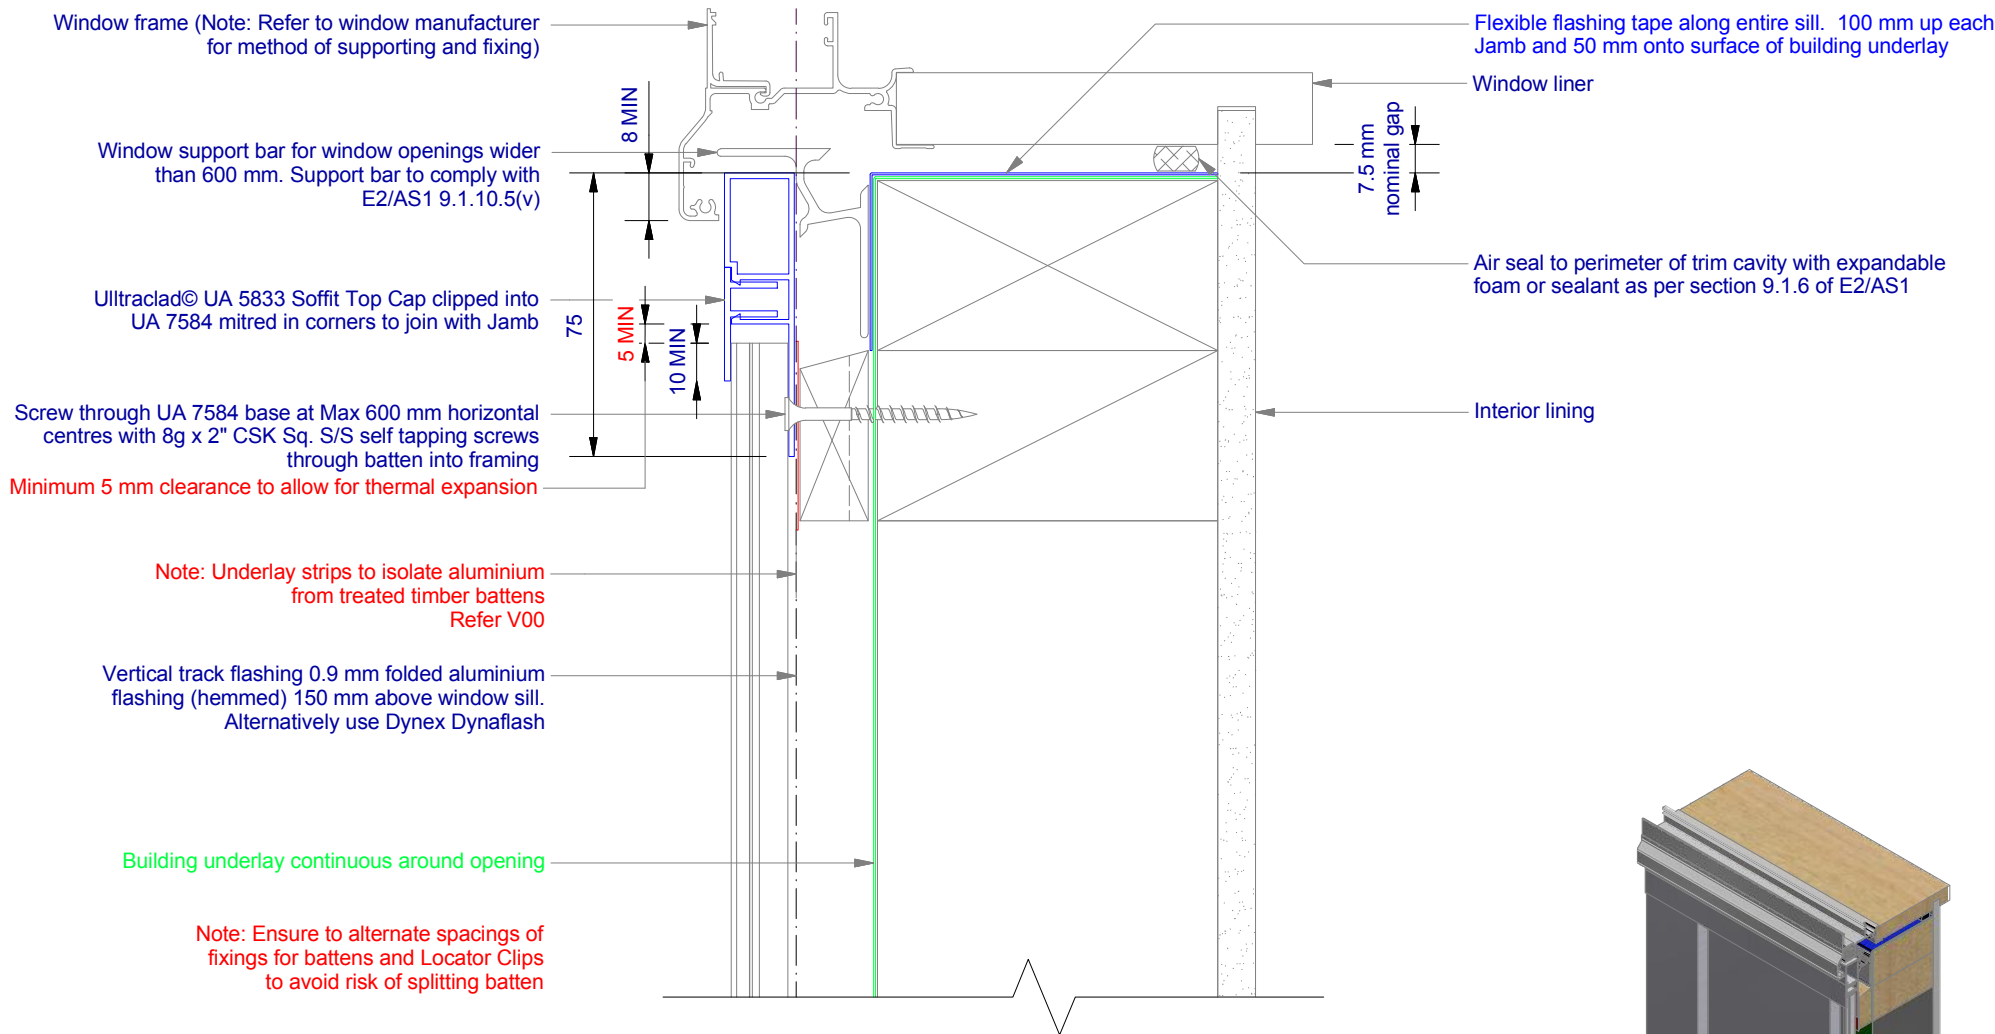 Window frame (Note: Refer to window manufacturer
for method of supporting and fixing)
8 MIN
Window support bar for window openings wider
than 600 mm. Support bar to comply with
E2/AS1 9.1.10.5(v)
Ulltraclad© UA 5833 Soffit Top Cap clipped into
UA 7584 mitred in corners to join with Jamb
75
5 MIN
10 MIN
Screw through UA 7584 base at Max 600 mm horizontal
centres with 8g x 2" CSK Sq. S/S self tapping screws
through batten into framing
Minimum 5 mm clearance to allow for thermal expansion
Note: Underlay strips to isolate aluminium
from treated timber battens
Refer V00
Vertical track flashing 0.9 mm folded aluminium
flashing (hemmed) 150 mm above window sill.
Alternatively use Dynex Dynaflash
Building underlay continuous around opening
Note: Ensure to alternate spacings of
fixings for battens and Locator Clips
to avoid risk of splitting batten
Flexible flashing tape along entire sill. 100 mm up each
Jamb and 50 mm onto surface of building underlay
Window liner
7.5 mm
nominal gap
Air seal to perimeter of trim cavity with expandable
foam or sealant as per section 9.1.6 of E2/AS1
Interior lining